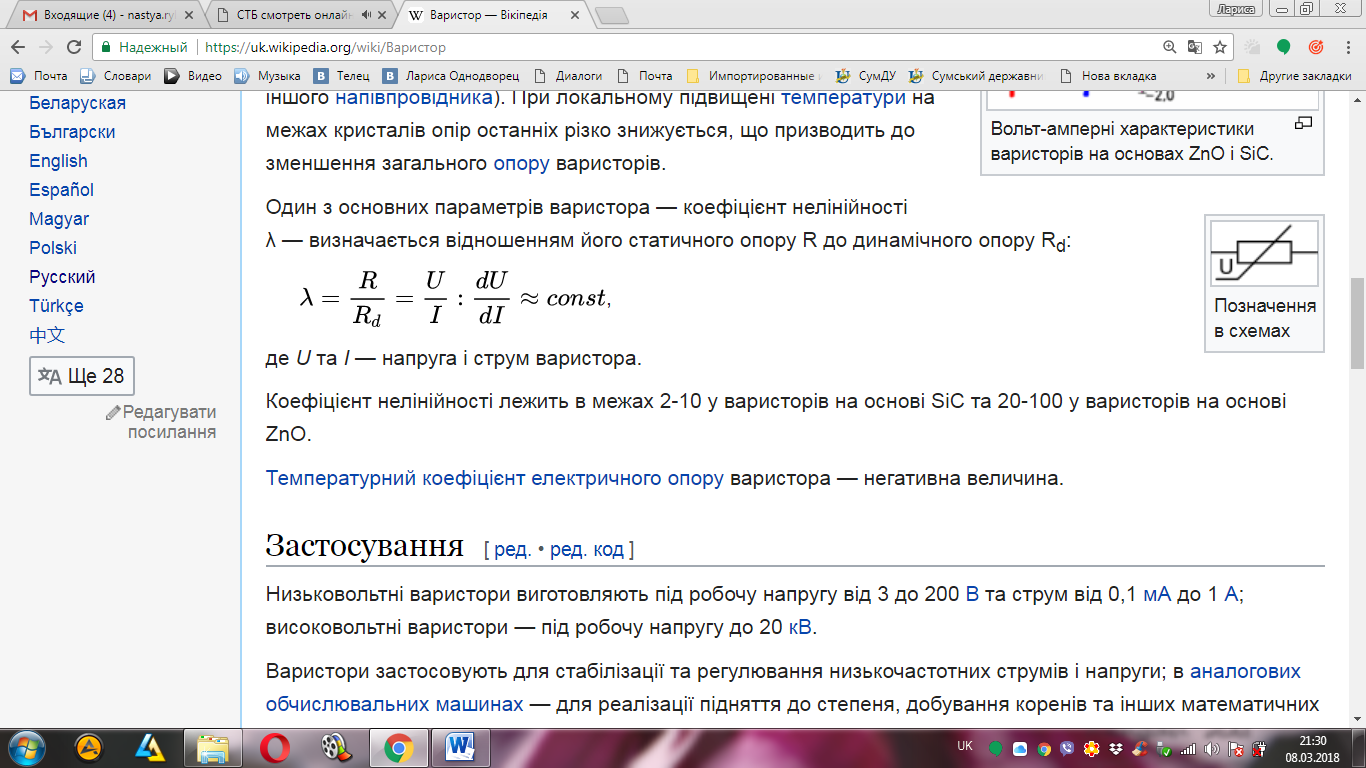 Входящие (4) - nastya.ry
СТБ смотреть онлайн
Варистор — Вікіпедія
Лариса
Надежный
https://uk.wikipedia.org/wiki/Варистор
Почта
Словари
Видео
Музыка
Телец
Лариса Однодворец
Диалоги
Почта
Импортированные
СумДУ
Сумський державни
Нова вкладка
»
Другие закладки
Беларуская
Български
English
Español
Magyar
Polski
Русский
Türkçe
中文
Ще 28
Редагувати
посилання
іншого напівпровідника). При локальному підвищені температури на
межах кристалів опір останніх різко знижується, що призводить до
зменшення загального опору варисторів.
-2,0
Вольт-амперні характеристики
варисторів на основах ZnO і SiC.
Один з основних параметрів варистора — коефіцієнт нелінійності
λ — визначається відношенням його статичного опору R до динамічного опору Rd:
λ = R/Rd = U/I : dU/dI ≈ const,
U
Позначення
в схемах
де U та I — напруга і струм варистора.
Коефіцієнт нелінійності лежить в межах 2-10 у варисторів на основі SiC та 20-100 у варисторів на основі
ZnO.
Температурний коефіцієнт електричного опору варистора — негативна величина.
Застосування [ ред. • ред. код ]
Низьковольтні варистори виготовляють під робочу напругу від 3 до 200 В та струм від 0,1 мА до 1 А;
високовольтні варистори — під робочу напругу до 20 кВ.
Варистори застосовують для стабілізації та регулювання низькочастотних струмів і напруги; в аналогових
обчислювальних машинах — для реалізації підняття до степеня, добування коренів та інших математичних
UK
21:30
08.03.2018